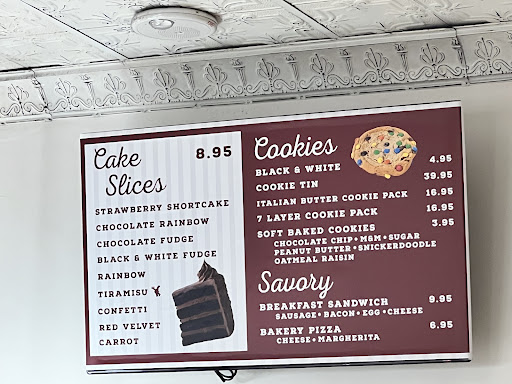 Cake
Slices
8.95
STRAWBERRY SHORTCAKE
CHOCOLATE RAINBOW
CHOCOLATE FUDGE
BLACK & WHITE FUDGE
RAINBOW
TIRAMISU
CONFETTI
RED VELVET
CARROT
Cookies
BLACK & WHITE 4.95
COOKIE TIN 39.95
ITALIAN BUTTER COOKIE PACK 16.95
7 LAYER COOKIE PACK 16.95
SOFT BAKED COOKIES 3.95
CHOCOLATE CHIP • M&M • SUGAR
PEANUT BUTTER • SNICKERDOODLE
OATMEAL RAISIN
Savory
BREAKFAST SANDWICH 9.95
SAUSAGE • BACON • EGG • CHEESE
BAKERY PIZZA 6.95
CHEESE • MARGHERITA